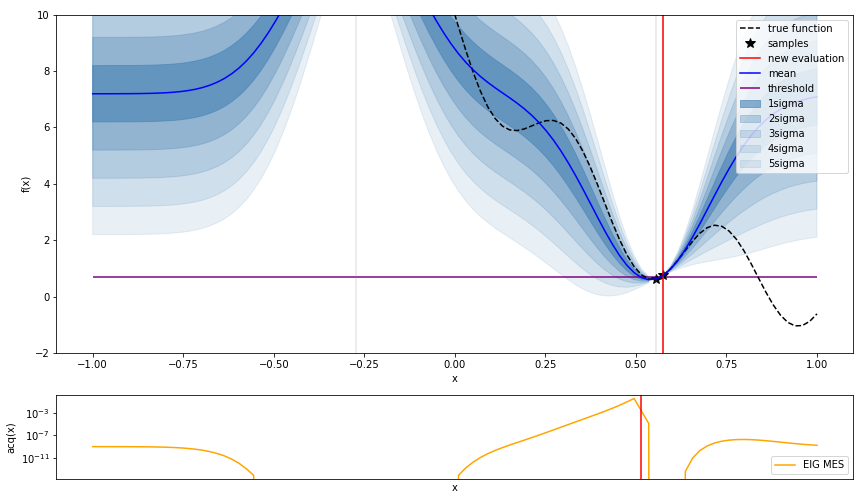 10
8
6
4
2
0
−2
f(x)
−1.00
−0.75
−0.50
−0.25
0.00
0.25
0.50
0.75
1.00
x
true function
samples
new evaluation
mean
threshold
1sigma
2sigma
3sigma
4sigma
5sigma
10⁻³
10⁻⁷
10⁻¹¹
acq(x)
x
EIG MES